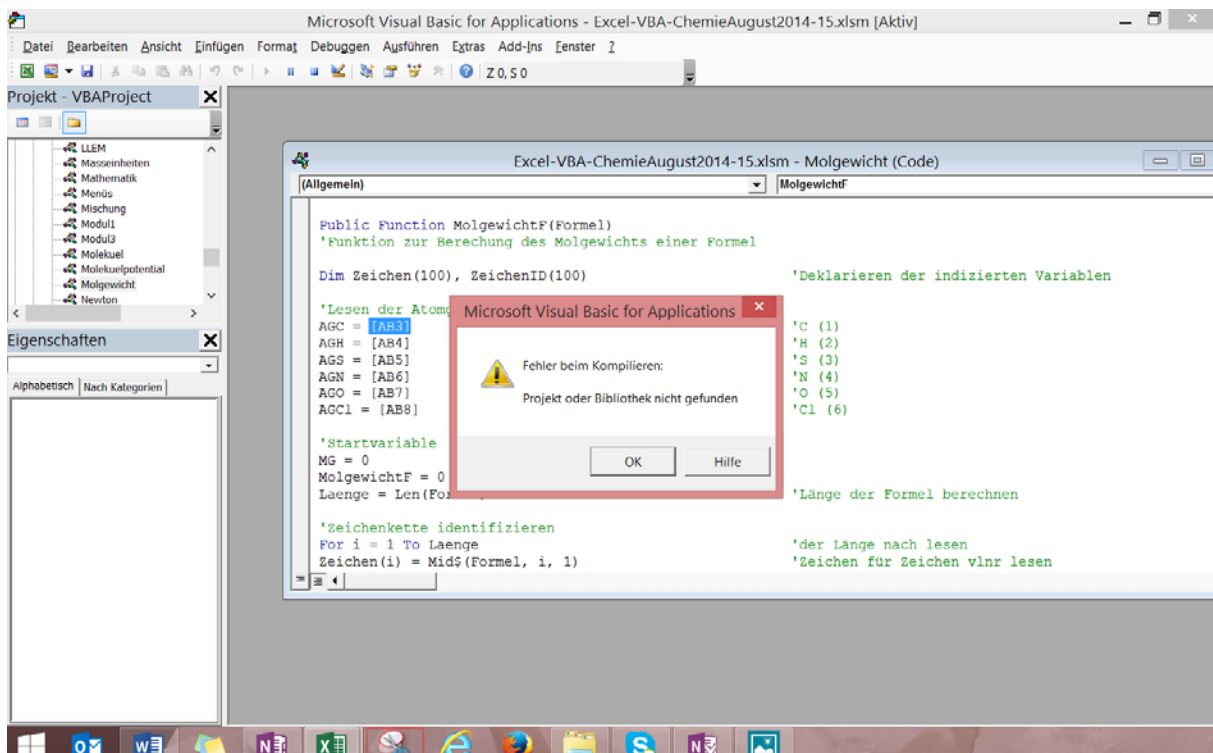 Microsoft Visual Basic for Applications - Excel-VBA-ChemieAugust2014-15.xlsm [Aktiv]
Datei Bearbeiten Ansicht Einfügen Format Debuggen Ausführen Extras Add-Ins Fenster ?
Z 0, S 0
Projekt - VBAProject
LLEM
Masseinheiten
Mathematik
Menüs
Mischung
Modul1
Modul3
Molekuel
Molekuelpotential
Molgewicht
Newton
Eigenschaften
Alphabetisch Nach Kategorien
Excel-VBA-ChemieAugust2014-15.xlsm - Molgewicht (Code)
(Allgemein) MolgewichtF
Public Function MolgewichtF(Formel)
'Funktion zur Berechung des Molgewichts einer Formel
Dim Zeichen(100), ZeichenID(100) 'Deklarieren der indizierten Variablen
'Lesen der Atomg
AGC = [AB3] 'C (1)
AGH = [AB4] 'H (2)
AGS = [AB5] 'S (3)
AGN = [AB6] 'N (4)
AGO = [AB7] 'O (5)
AGCl = [AB8] 'Cl (6)
'Startvariable
MG = 0
MolgewichtF = 0
Laenge = Len(For 'Länge der Formel berechnen
'Zeichenkette identifizieren
For i = 1 To Laenge 'der Länge nach lesen
Zeichen(i) = Mid$(Formel, i, 1) 'Zeichen für Zeichen vlnr lesen
Microsoft Visual Basic for Applications
Fehler beim Kompilieren:
Projekt oder Bibliothek nicht gefunden
OK Hilfe